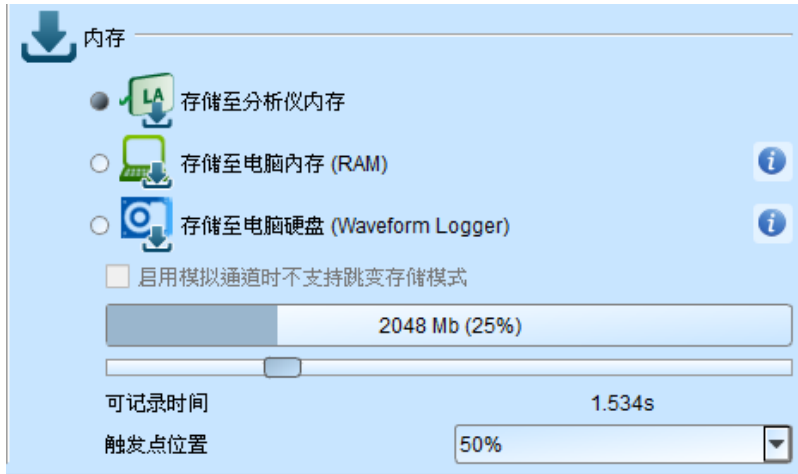 内存
LA 存储至分析仪内存
存储至电脑内存 (RAM)
存储至电脑硬盘 (Waveform Logger)
启用模拟通道时不支持跳变存储模式
2048 Mb (25%)
可记录时间 1.534s
触发点位置 50%